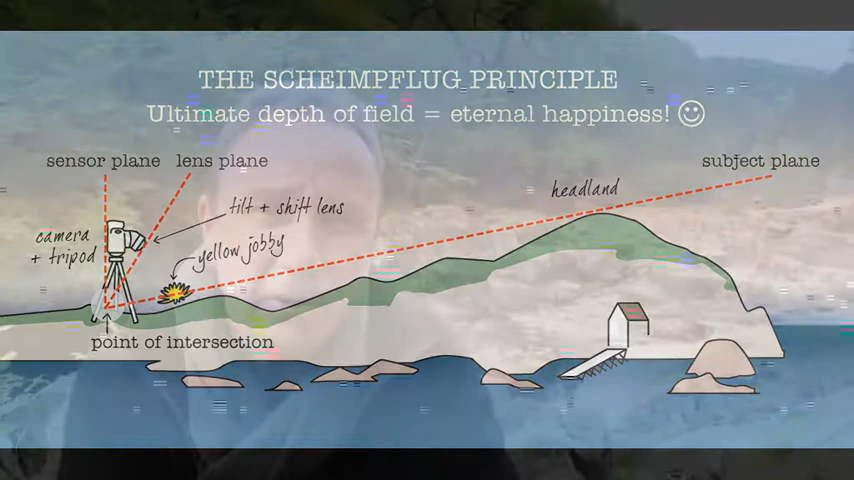 THE SCHEIMPFLUG PRINCIPLE
Ultimate depth of field = eternal happiness! ☺
sensor plane
lens plane
subject plane
headland
tilt + shift lens
camera
+ tripod
yellow jobby
point of intersection